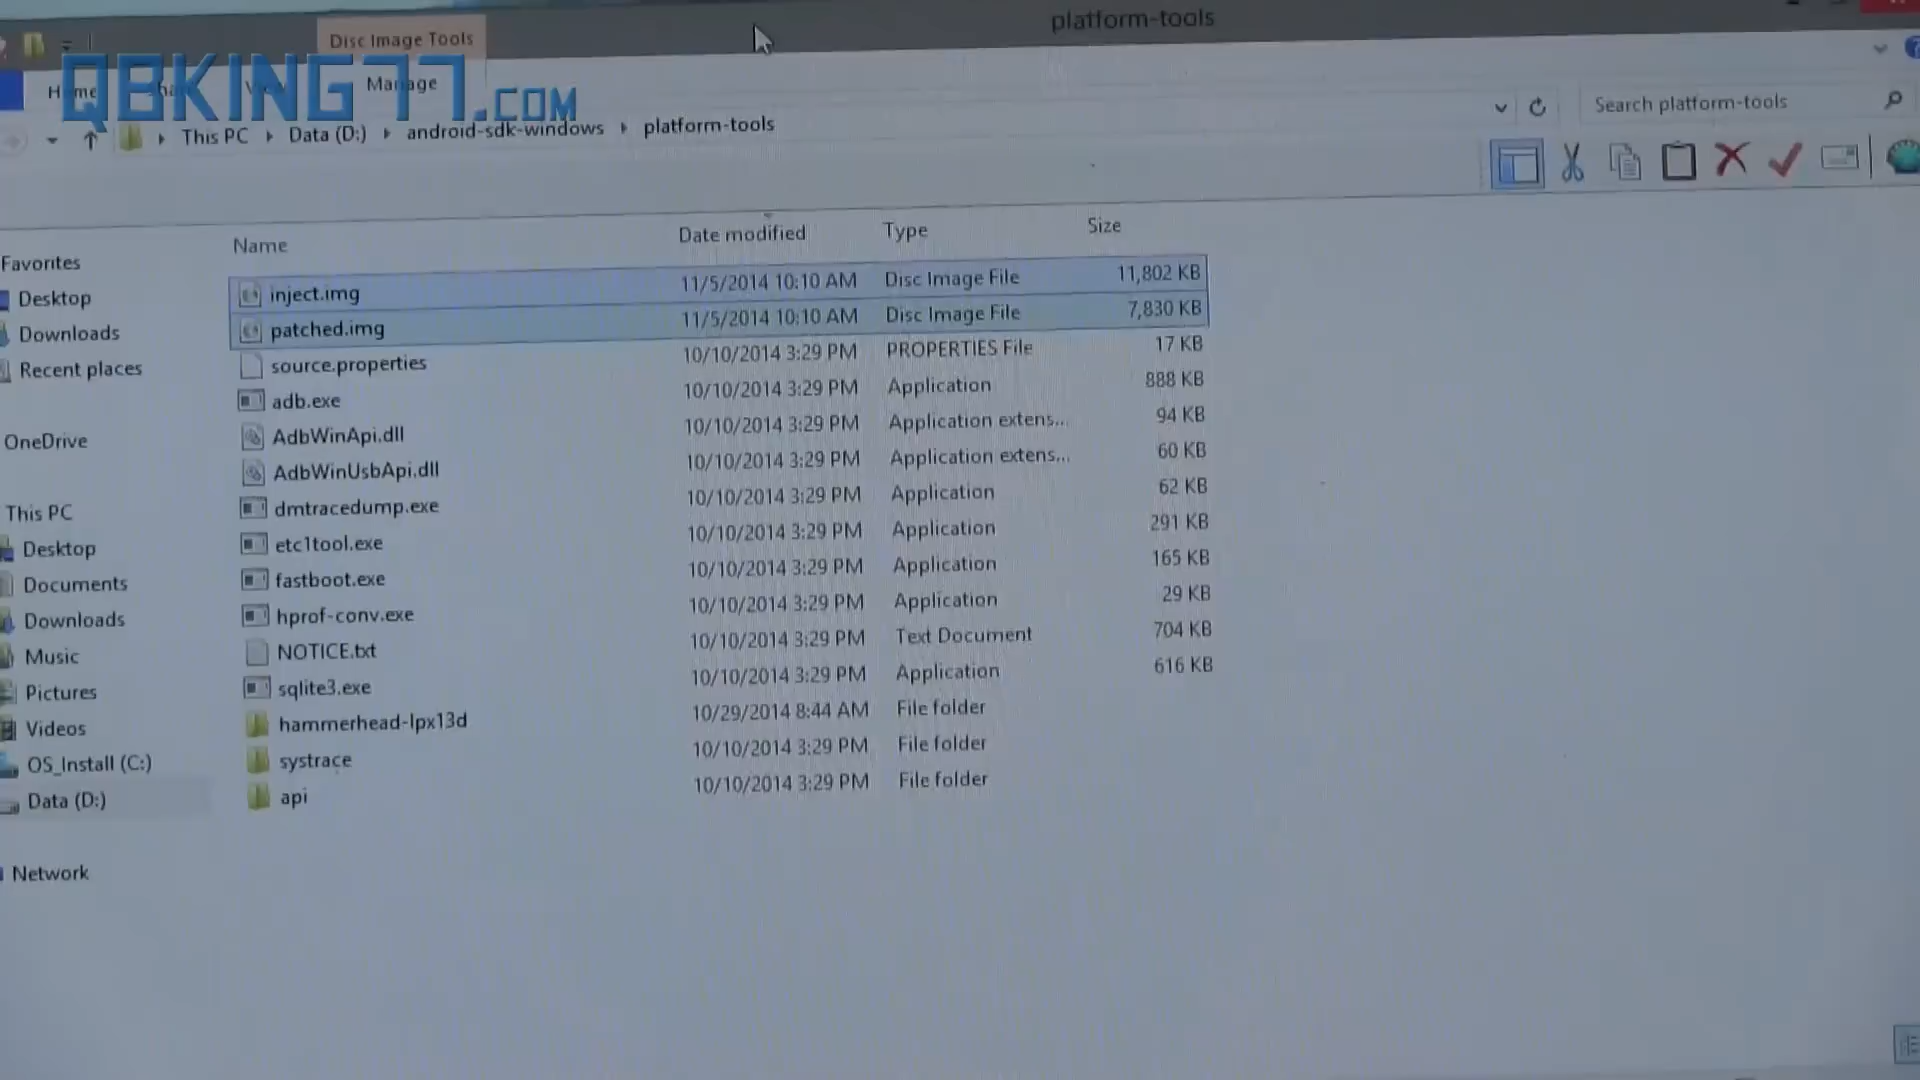 platform-tools
Disc Image Tools
QBKING77.COM
Home Manage
This PC Data (D:) android-sdk-windows platform-tools
Search platform-tools
Name Date modified Type Size
inject.img 11/5/2014 10:10 AM Disc Image File 11,802 KB
patched.img 11/5/2014 10:10 AM Disc Image File 7,830 KB
source.properties 10/10/2014 3:29 PM PROPERTIES File 17 KB
adb.exe 10/10/2014 3:29 PM Application 888 KB
AdbWinApi.dll 10/10/2014 3:29 PM Application extens... 94 KB
AdbWinUsbApi.dll 10/10/2014 3:29 PM Application extens... 60 KB
dmtracedump.exe 10/10/2014 3:29 PM Application 62 KB
etc1tool.exe 10/10/2014 3:29 PM Application 291 KB
fastboot.exe 10/10/2014 3:29 PM Application 165 KB
hprof-conv.exe 10/10/2014 3:29 PM Application 29 KB
NOTICE.txt 10/10/2014 3:29 PM Text Document 704 KB
sqlite3.exe 10/10/2014 3:29 PM Application 616 KB
hammerhead-lpx13d 10/29/2014 8:44 AM File folder
systrace 10/10/2014 3:29 PM File folder
api 10/10/2014 3:29 PM File folder
Favorites
Desktop
Downloads
Recent places
OneDrive
This PC
Desktop
Documents
Downloads
Music
Pictures
Videos
OS_Install (C:)
Data (D:)
Network